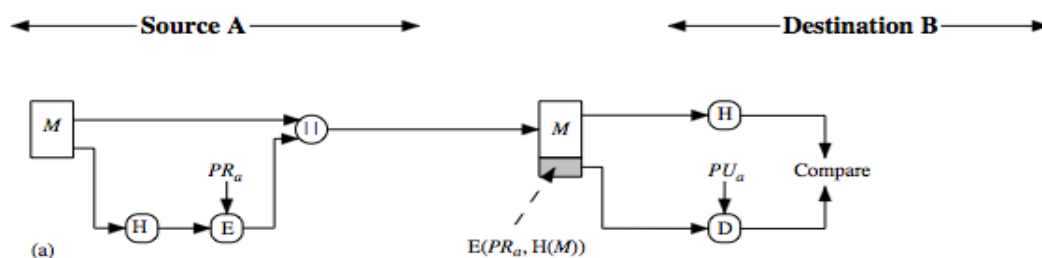 Source A
Destination B
M
||
M
H
PRₐ
PUₐ
Compare
H
E
D
E(PRₐ, H(M))
(a)